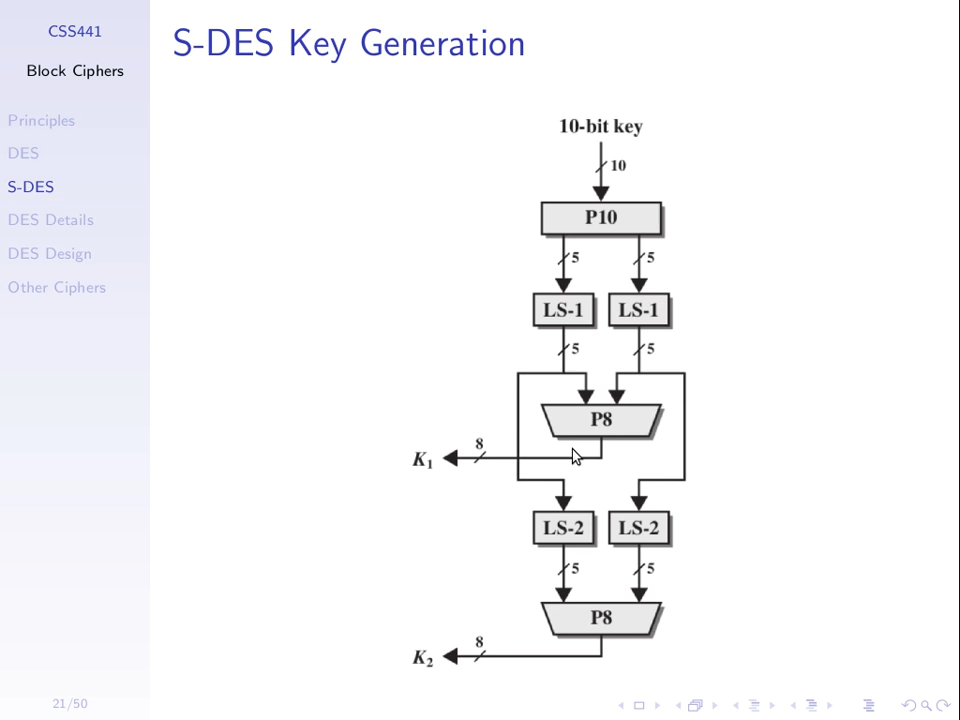 CSS441
Block Ciphers
Principles
DES
S-DES
DES Details
DES Design
Other Ciphers
21/50
S-DES Key Generation
10-bit key
10
P10
5 5
LS-1 LS-1
5 5
P8
8
K1
LS-2 LS-2
5 5
P8
8
K2